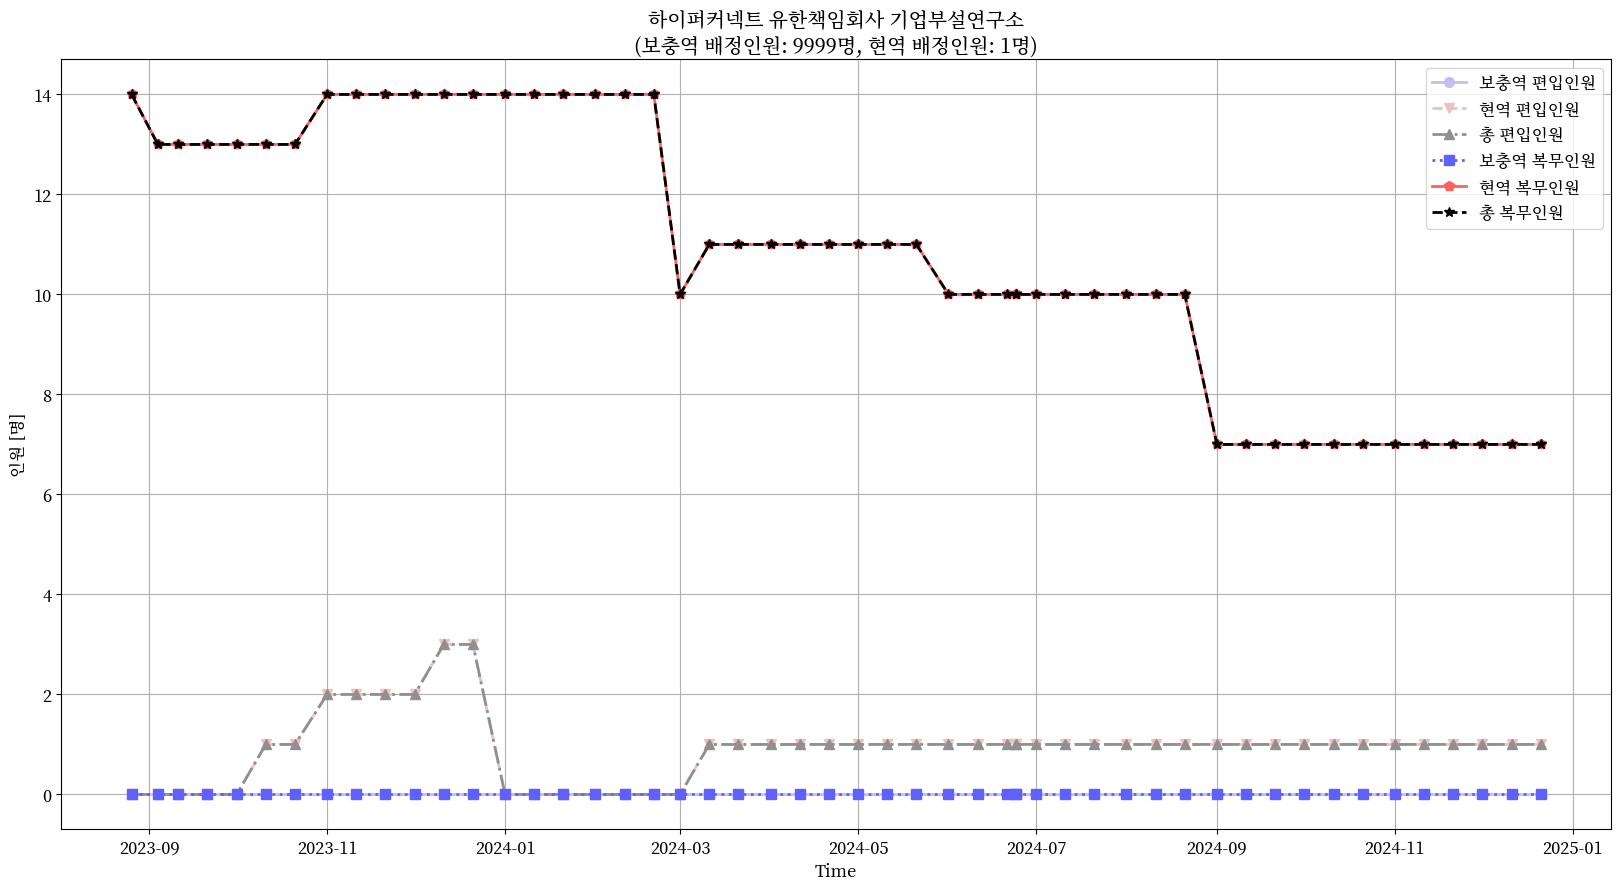 하이퍼커넥트 유한책임회사 기업부설연구소
(보충역 배정인원: 9999명, 현역 배정인원: 1명)
보충역 편입인원
현역 편입인원
총 편입인원
보충역 복무인원
현역 복무인원
총 복무인원
인원 [명]
14
12
10
8
6
4
2
0
2023-09
2023-11
2024-01
2024-03
2024-05
2024-07
2024-09
2024-11
2025-01
Time